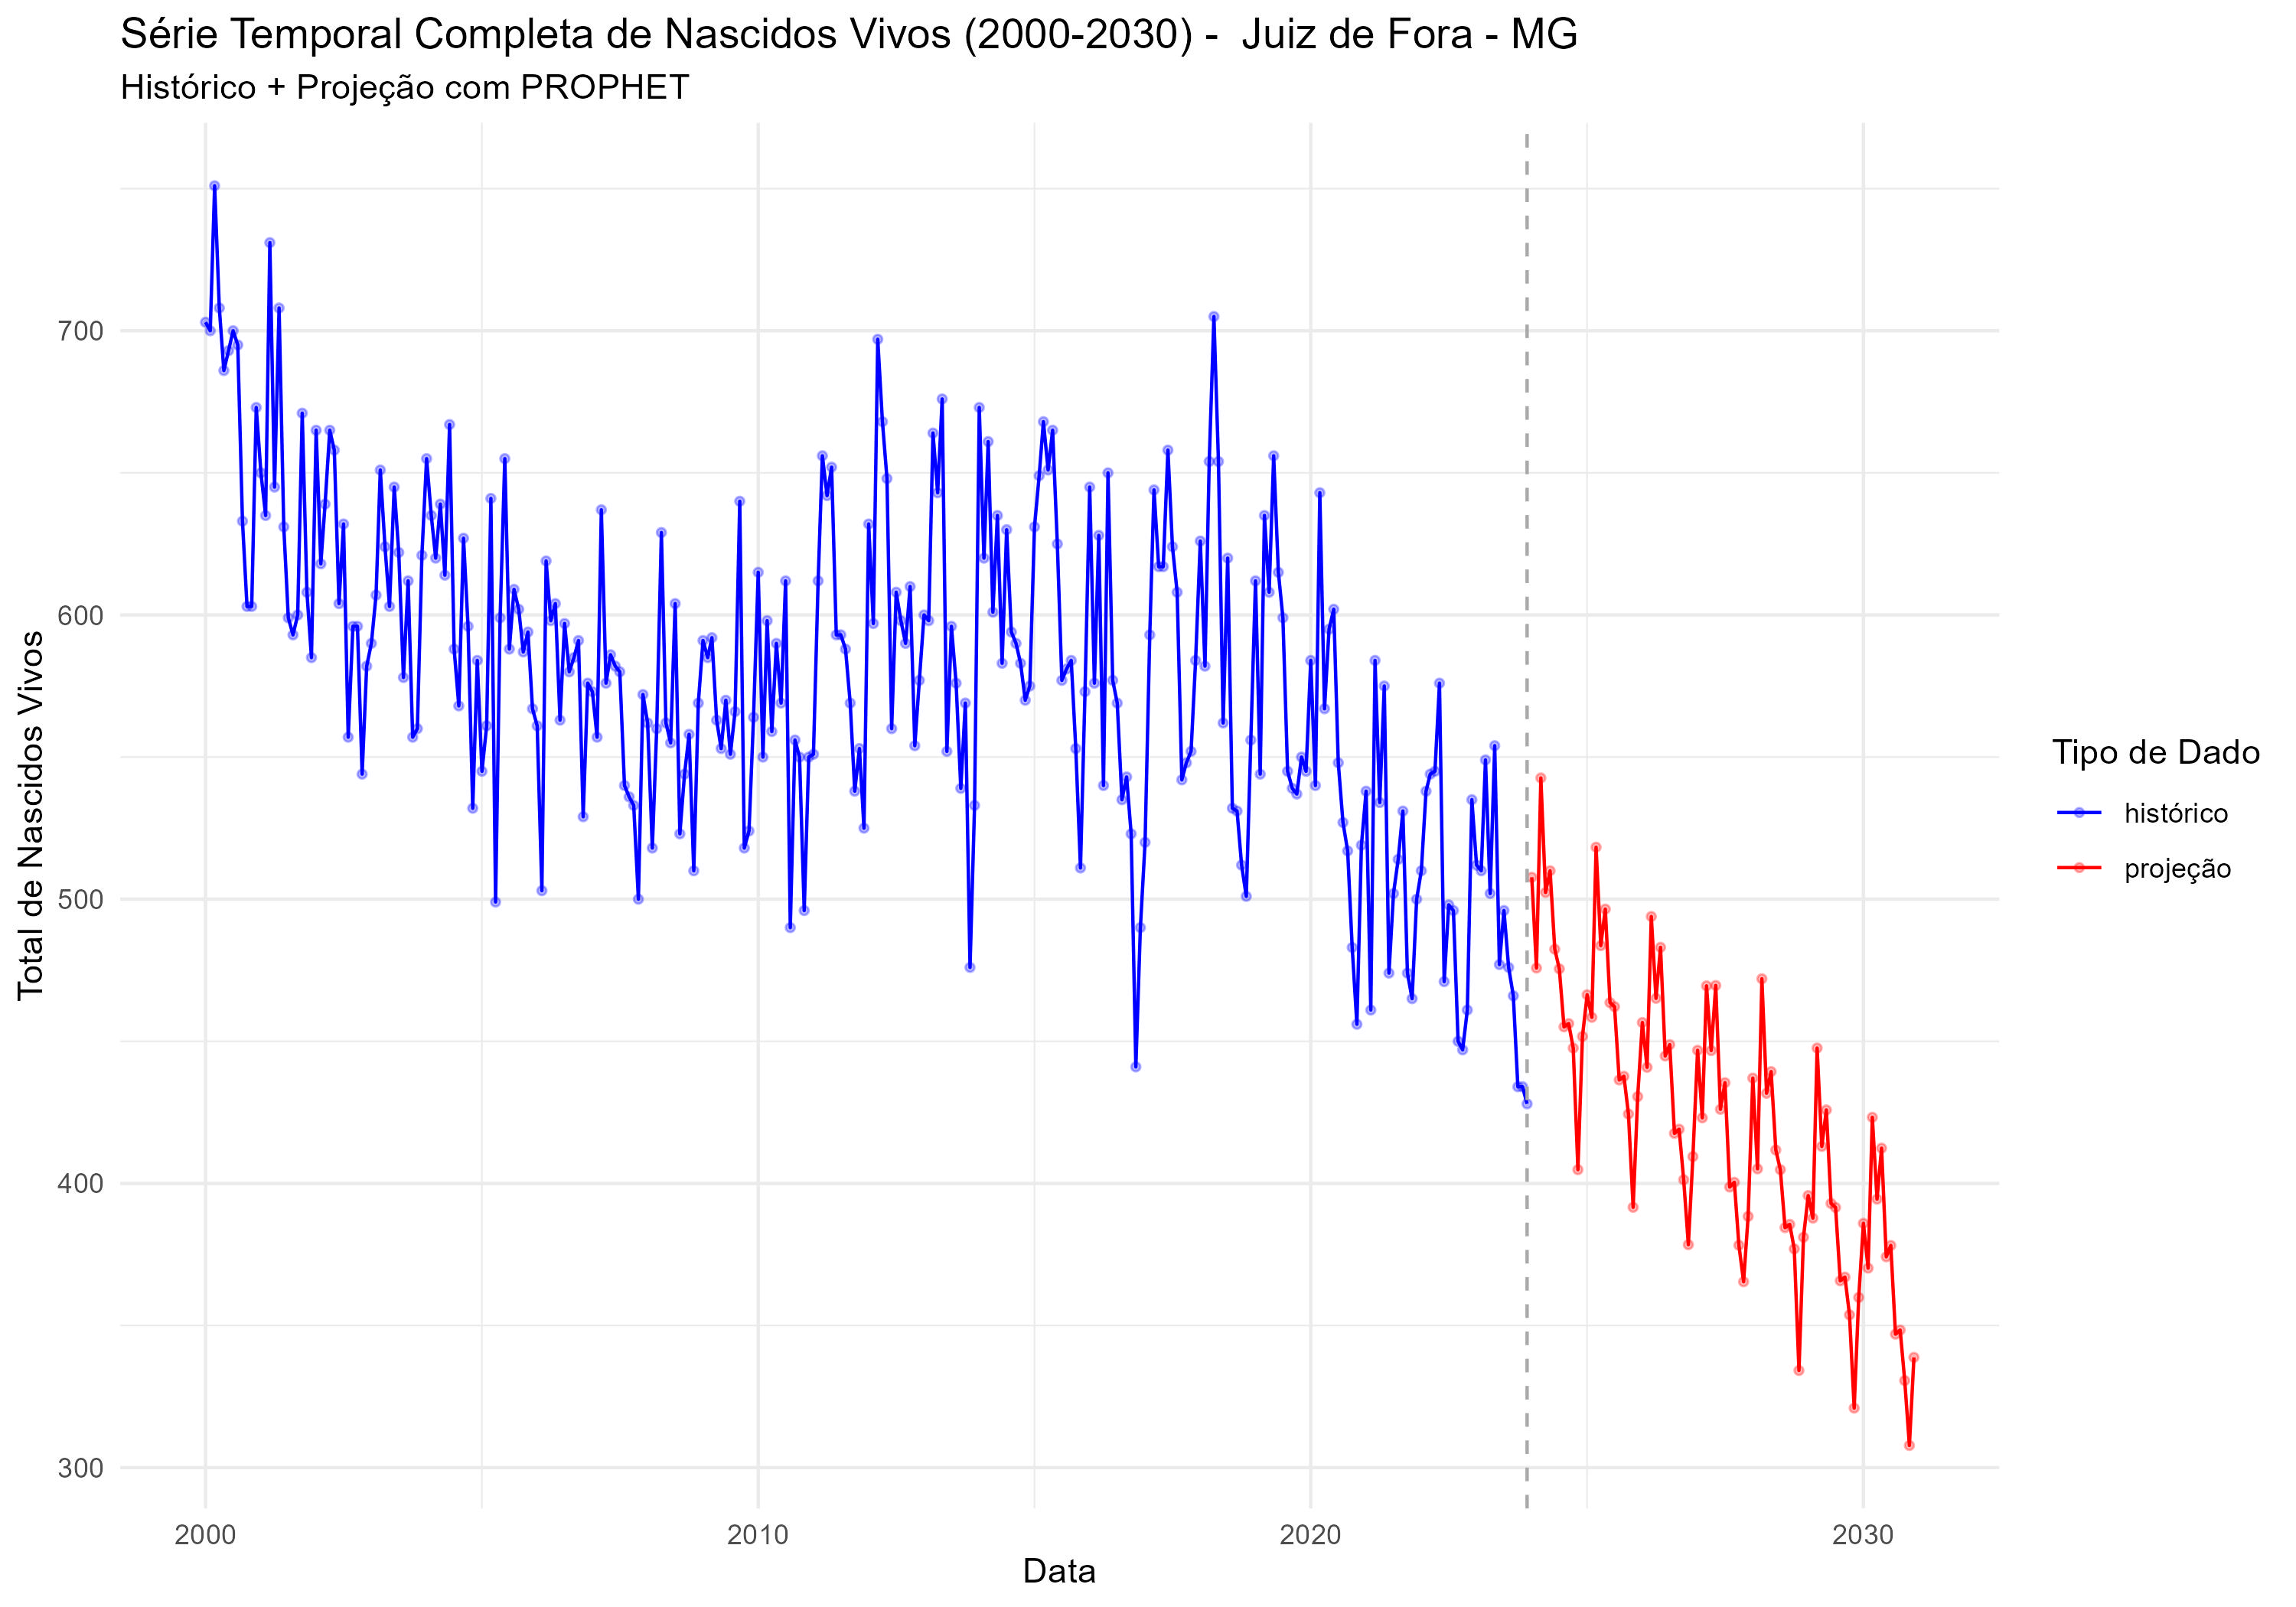 Série Temporal Completa de Nascidos Vivos (2000-2030) -  Juiz de Fora - MG
Histórico + Projeção com PROPHET
Total de Nascidos Vivos
700
600
500
400
300
2000
2010
2020
2030
Data
Tipo de Dado
histórico
projeção